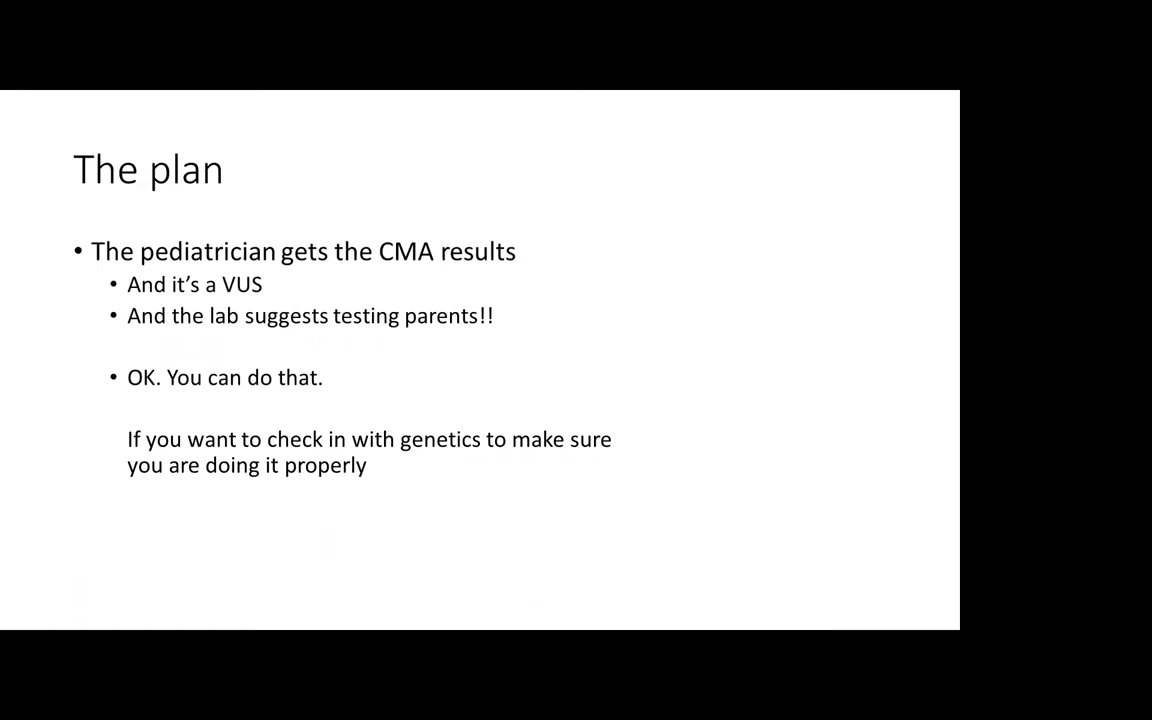 The plan
• The pediatrician gets the CMA results
• And it's a VUS
• And the lab suggests testing parents!!
• OK. You can do that.
If you want to check in with genetics to make sure
you are doing it properly